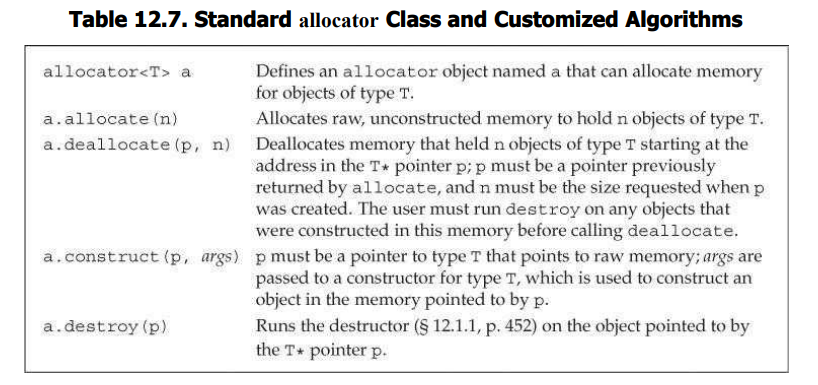 Table 12.7. Standard allocator Class and Customized Algorithms
allocator<T> a Defines an allocator object named a that can allocate memory
for objects of type T.
a.allocate(n) Allocates raw, unconstructed memory to hold n objects of type T.
a.deallocate(p, n) Deallocates memory that held n objects of type T starting at the
address in the T* pointer p; p must be a pointer previously
returned by allocate, and n must be the size requested when p
was created. The user must run destroy on any objects that
were constructed in this memory before calling deallocate.
a.construct(p, args) p must be a pointer to type T that points to raw memory; args are
passed to a constructor for type T, which is used to construct an
object in the memory pointed to by p.
a.destroy(p) Runs the destructor (§ 12.1.1, p. 452) on the object pointed to by
the T* pointer p.